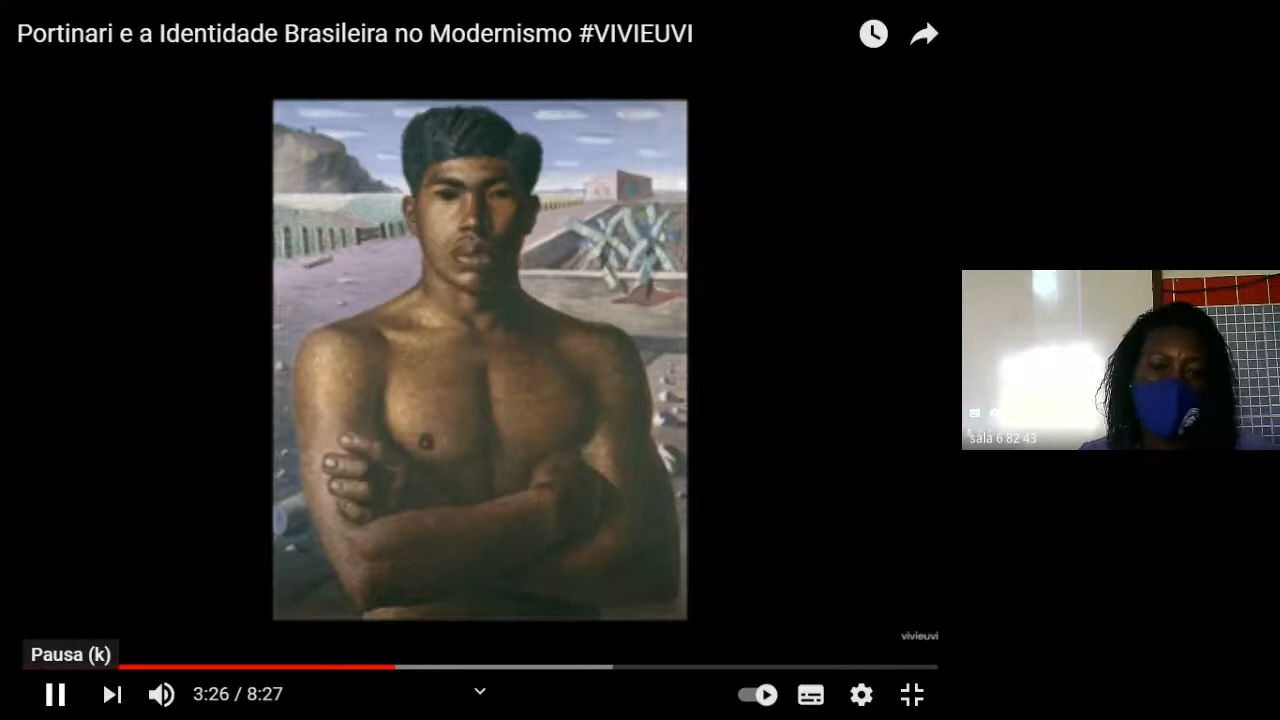 Portinari e a Identidade Brasileira no Modernismo #VIVIEUVI
sala 6 82 43
vivieuvi
Pausa (k)
3:26 / 8:27